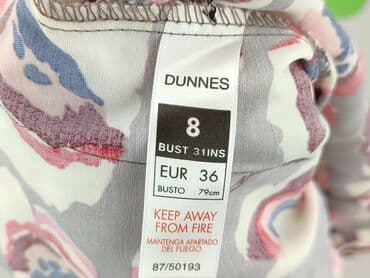 DUNNES
8
BUST 31INS
EUR 36
BUSTO 79cm
KEEP AWAY
FROM FIRE
MANTENGA APARTADO
DEL FUEGO
87/50193